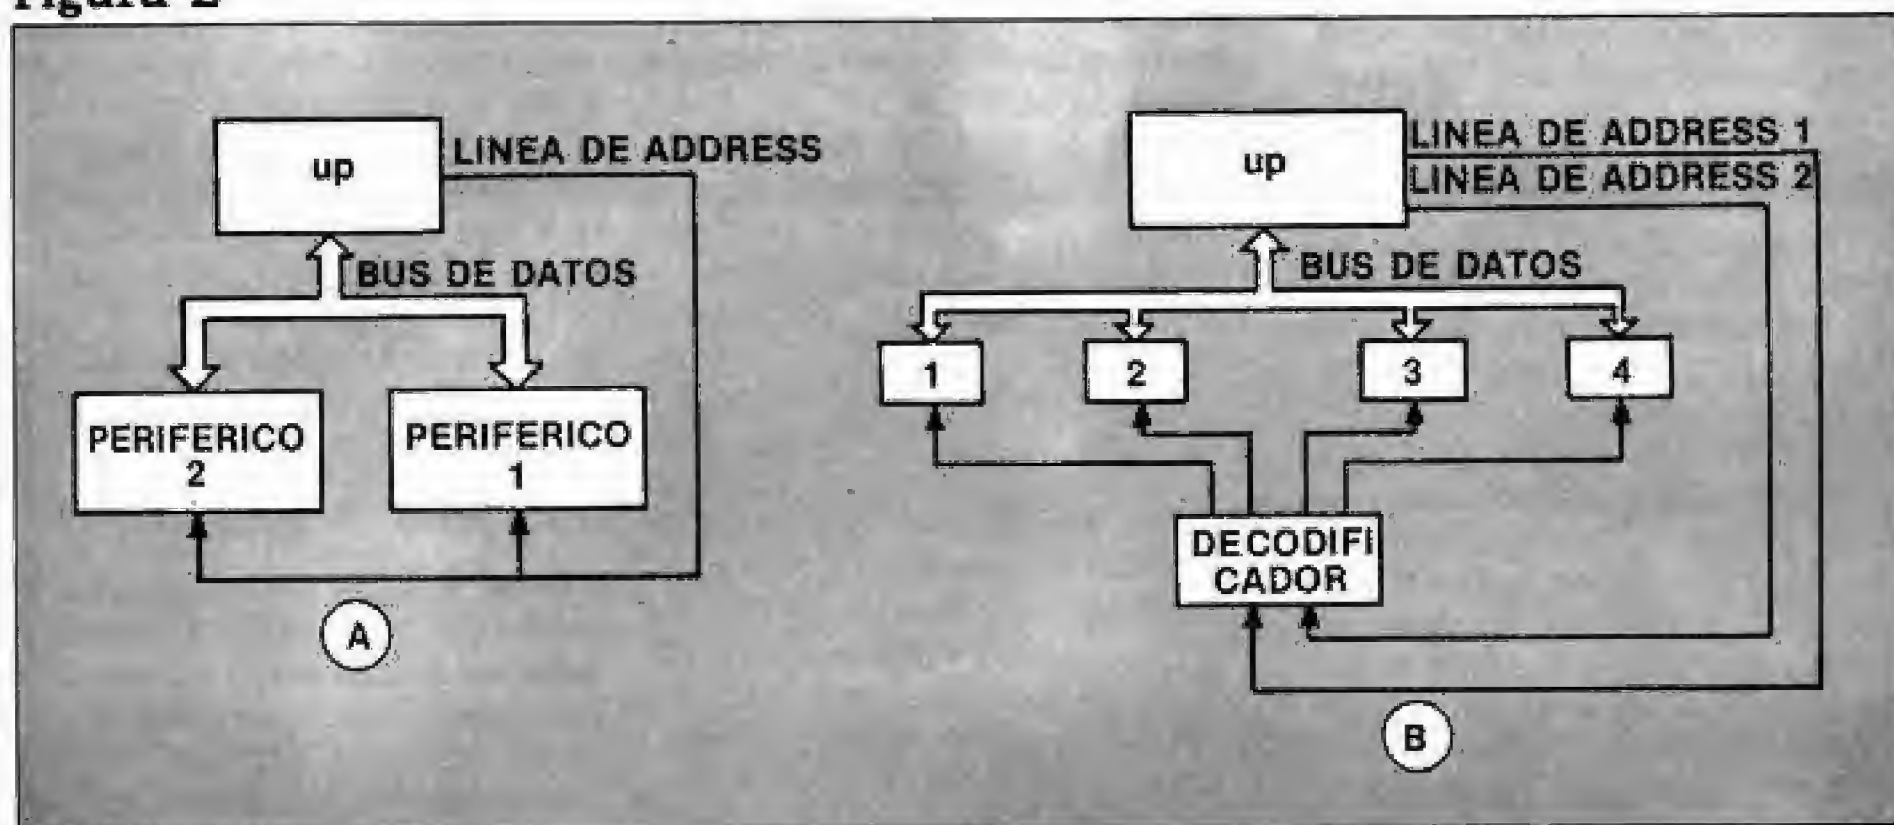 Figura 2
up
LINEA DE ADDRESS
BUS DE DATOS
PERIFERICO
2
PERIFERICO
1
A
up
LINEA DE ADDRESS 1
LINEA DE ADDRESS 2
BUS DE DATOS
1
2
3
4
DECODIFI
CADOR
B